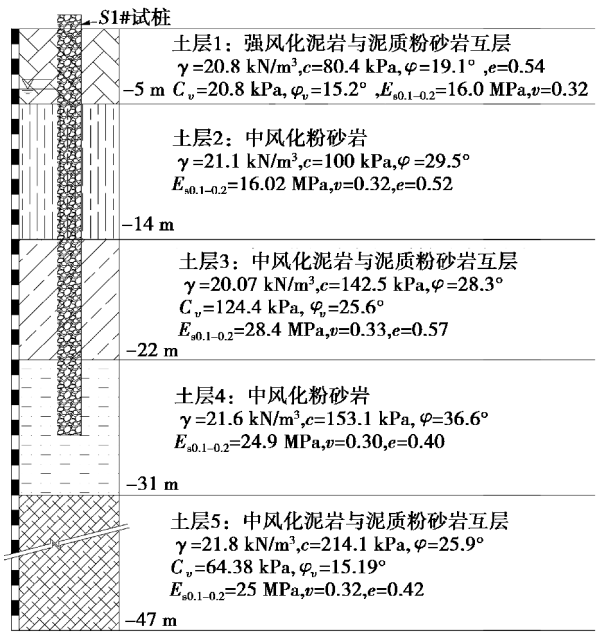 S1#试桩
土层1：强风化泥岩与泥质粉砂岩互层
γ=20.8 kN/m³,c=80.4 kPa,φ=19.1° ,e=0.54
C_v=20.8 kPa,φ_v=15.2° ,E_s0.1-0.2=16.0 MPa,v=0.32
-5 m
土层2：中风化粉砂岩
γ=21.1 kN/m³,c=100 kPa,φ=29.5°
E_s0.1-0.2=16.02 MPa,v=0.32,e=0.52
-14 m
土层3：中风化泥岩与泥质粉砂岩互层
γ=20.07 kN/m³,c=142.5 kPa,φ=28.3°
C_v=124.4 kPa, φ_v=25.6°
E_s0.1-0.2=28.4 MPa,v=0.33,e=0.57
-22 m
土层4：中风化粉砂岩
γ=21.6 kN/m³,c=153.1 kPa, φ=36.6°
E_s0.1-0.2=24.9 MPa,v=0.30,e=0.40
-31 m
土层5：中风化泥岩与泥质粉砂岩互层
γ=21.8 kN/m³,c=214.1 kPa,φ=25.9°
C_v=64.38 kPa,φ_v=15.19°
E_s0.1-0.2=25 MPa,v=0.32,e=0.42
-47 m